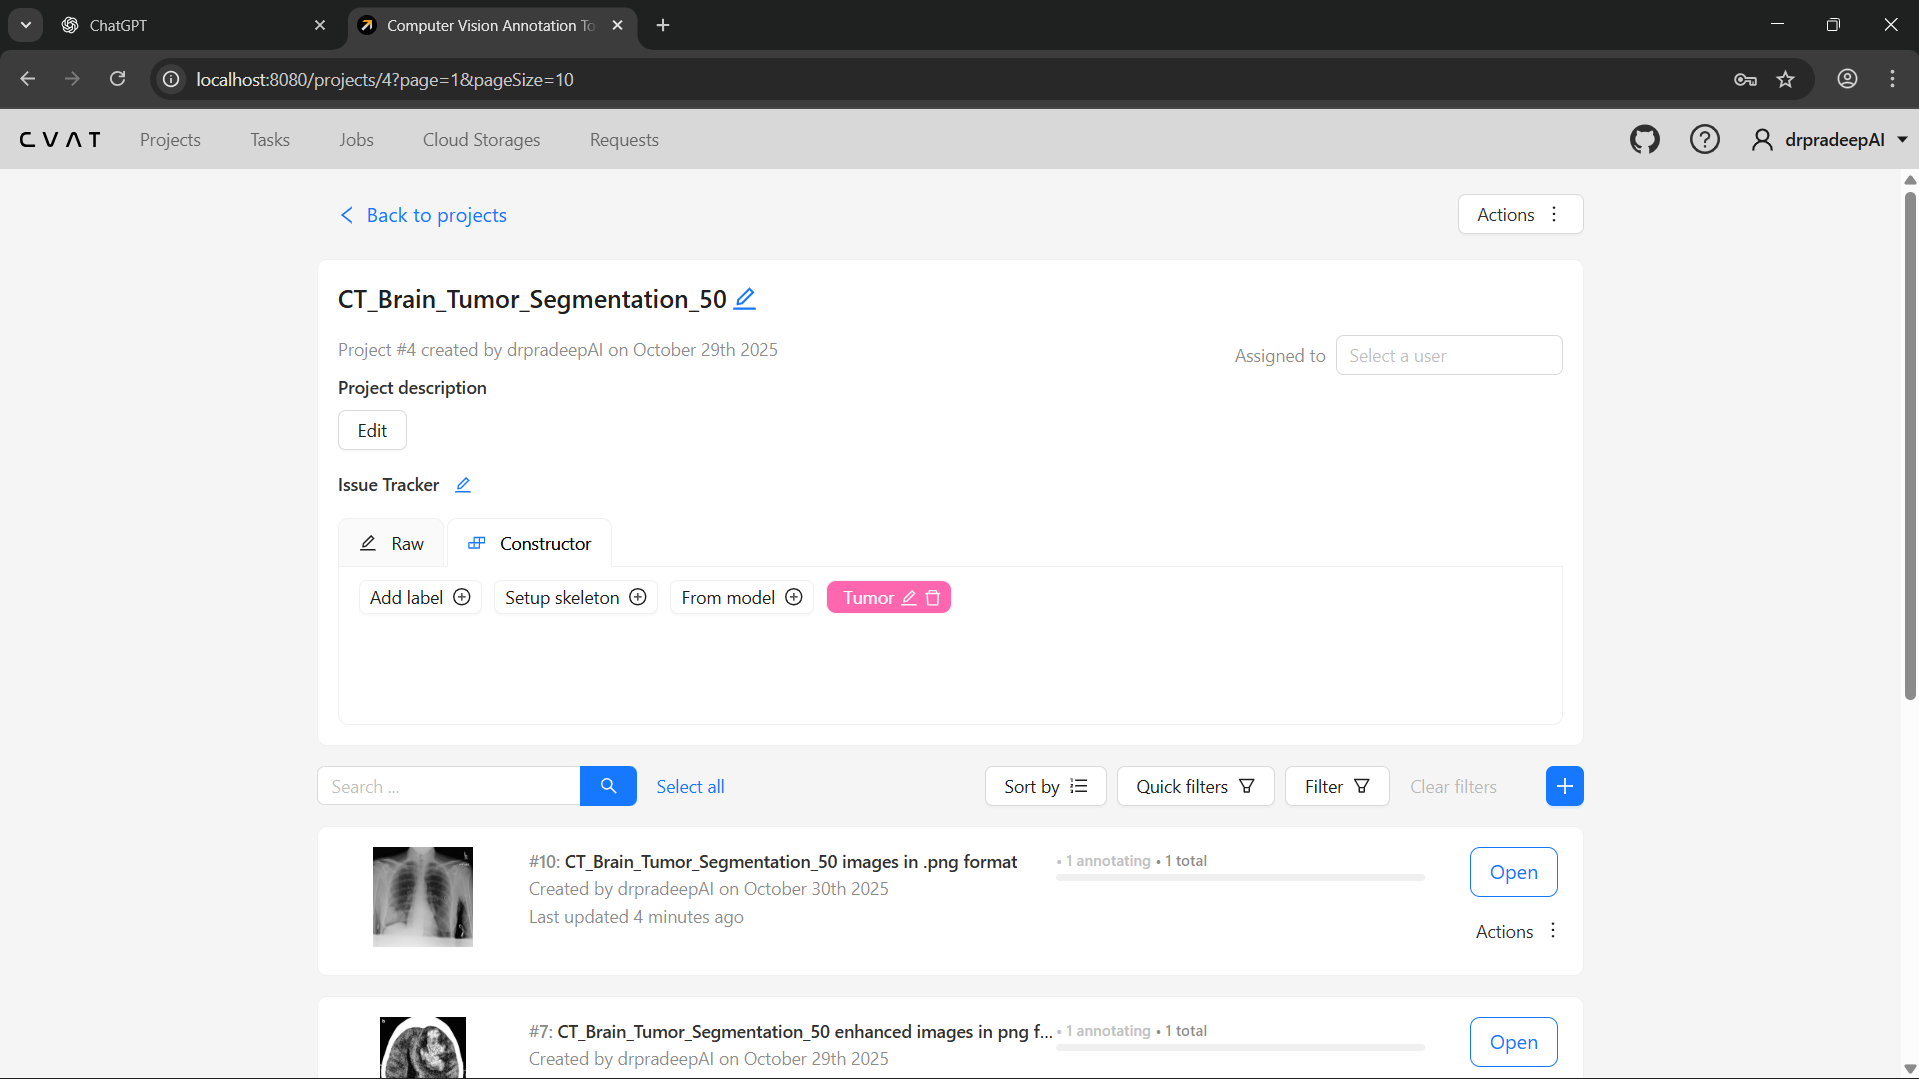 ChatGPT
Computer Vision Annotation To
localhost:8080/projects/4?page=1&pageSize=10
CVAT
Projects
Tasks
Jobs
Cloud Storages
Requests
drpradeepAI
Back to projects
Actions
CT_Brain_Tumor_Segmentation_50
Project #4 created by drpradeepAI on October 29th 2025
Assigned to
Select a user
Project description
Edit
Issue Tracker
Raw
Constructor
Add label
Setup skeleton
From model
Tumor
Search ...
Select all
Sort by
Quick filters
Filter
Clear filters
#10: CT_Brain_Tumor_Segmentation_50 images in .png format
• 1 annotating • 1 total
Open
Created by drpradeepAI on October 30th 2025
Last updated 4 minutes ago
Actions
#7: CT_Brain_Tumor_Segmentation_50 enhanced images in png f...
• 1 annotating • 1 total
Open
Created by drpradeepAI on October 29th 2025